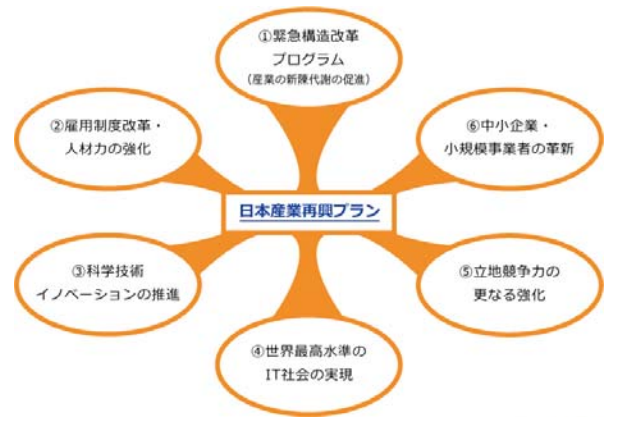 ①緊急構造改革
プログラム
(産業の新陳代謝の促進)
②雇用制度改革・
人材力の強化
⑥中小企業・
小規模事業者の革新
日本産業再興プラン
③科学技術
イノベーションの推進
⑤立地競争力の
更なる強化
④世界最高水準の
IT社会の実現